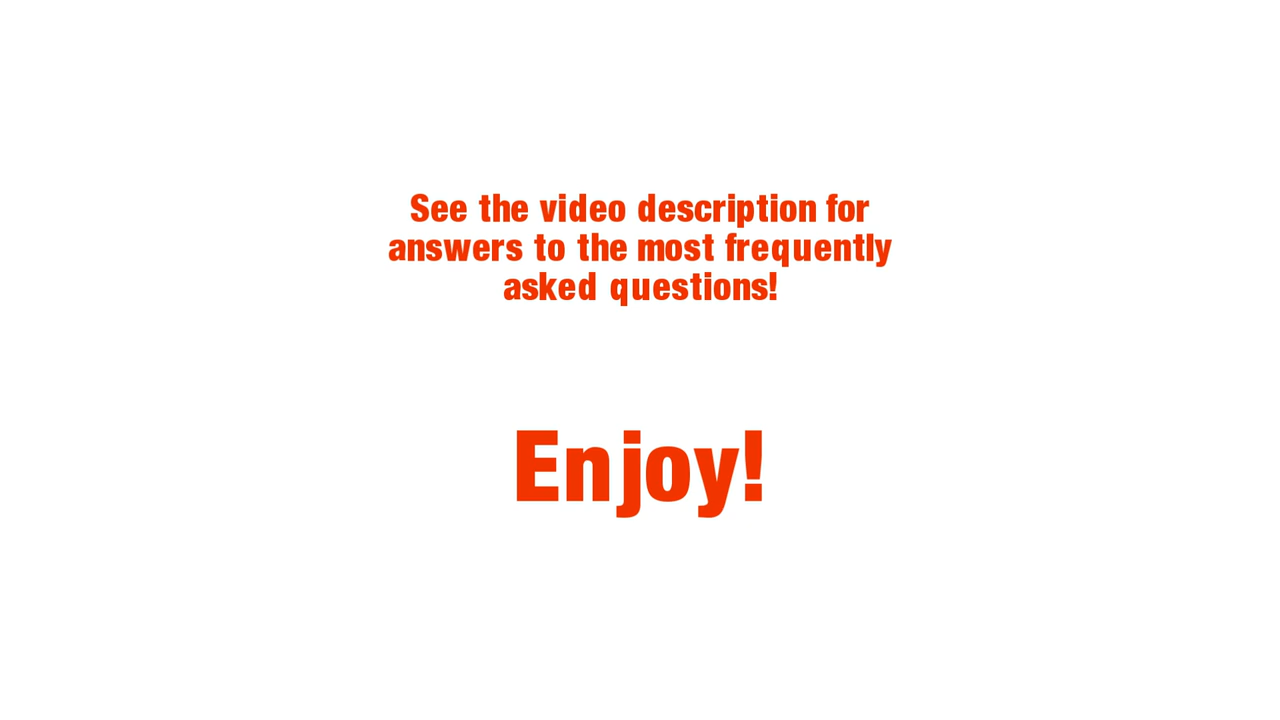 See the video description for
answers to the most frequently
asked questions!
Enjoy!